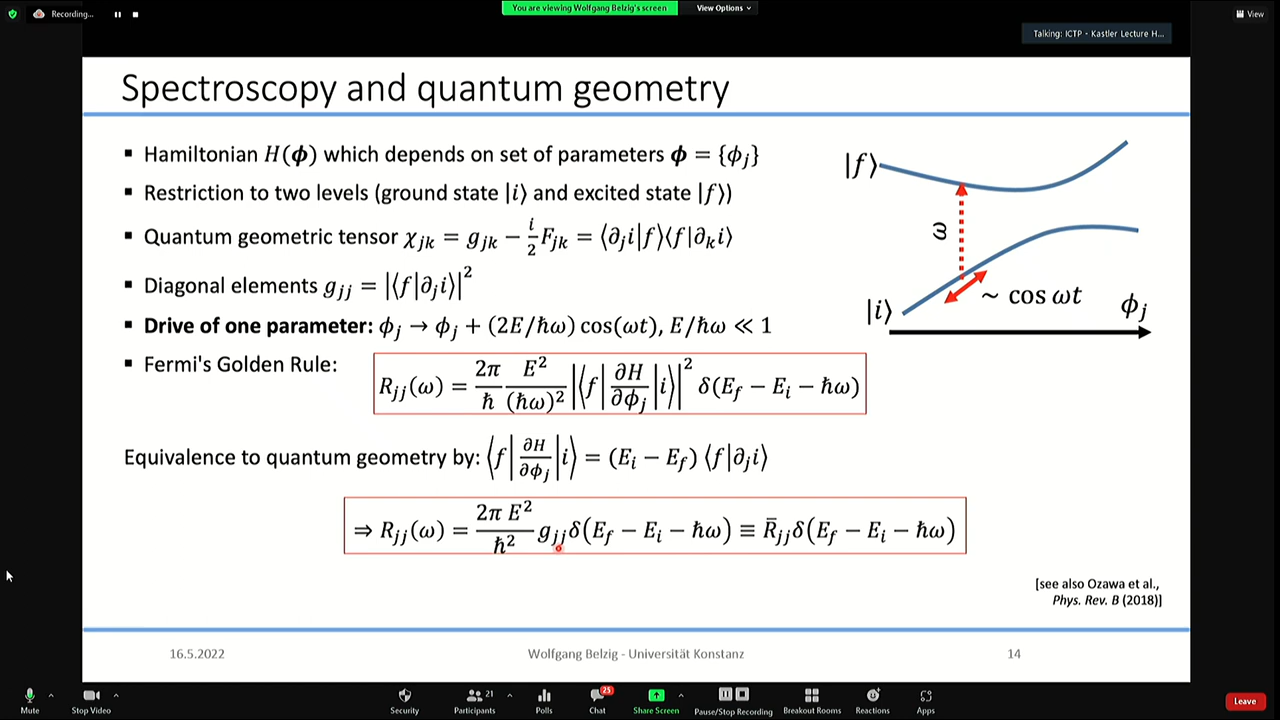 Recording...
You are viewing Wolfgang Belzig's screen
View Options
View
Talking: ICTP - Kastler Lecture H...
Spectroscopy and quantum geometry
▪ Hamiltonian H(ϕ) which depends on set of parameters ϕ = {ϕ_j}
▪ Restriction to two levels (ground state |i⟩ and excited state |f⟩)
▪ Quantum geometric tensor χ_jk = g_jk − i/2 F_jk = ⟨∂_j i|f⟩⟨f|∂_k i⟩
▪ Diagonal elements g_jj = |⟨f|∂_j i⟩|²
▪ Drive of one parameter: ϕ_j → ϕ_j + (2E/ħω) cos(ωt), E/ħω ≪ 1
▪ Fermi's Golden Rule:
R_jj(ω) = 2π/ħ E²/(ħω)² |⟨f|∂H/∂ϕ_j|i⟩|² δ(E_f − E_i − ħω)
Equivalence to quantum geometry by: ⟨f|∂H/∂ϕ_j|i⟩ = (E_i − E_f) ⟨f|∂_j i⟩
⇒ R_jj(ω) = 2π E²/ħ² g_jj δ(E_f − E_i − ħω) ≡ R̄_jj δ(E_f − E_i − ħω)
|f⟩
ω
~ cos ωt
|i⟩
ϕ_j
[see also Ozawa et al.,
Phys. Rev. B (2018)]
16.5.2022
Wolfgang Belzig - Universität Konstanz
14
Mute
Stop Video
Security
21
Participants
Polls
25
Chat
Share Screen
Pause/Stop Recording
Breakout Rooms
Reactions
Apps
Leave